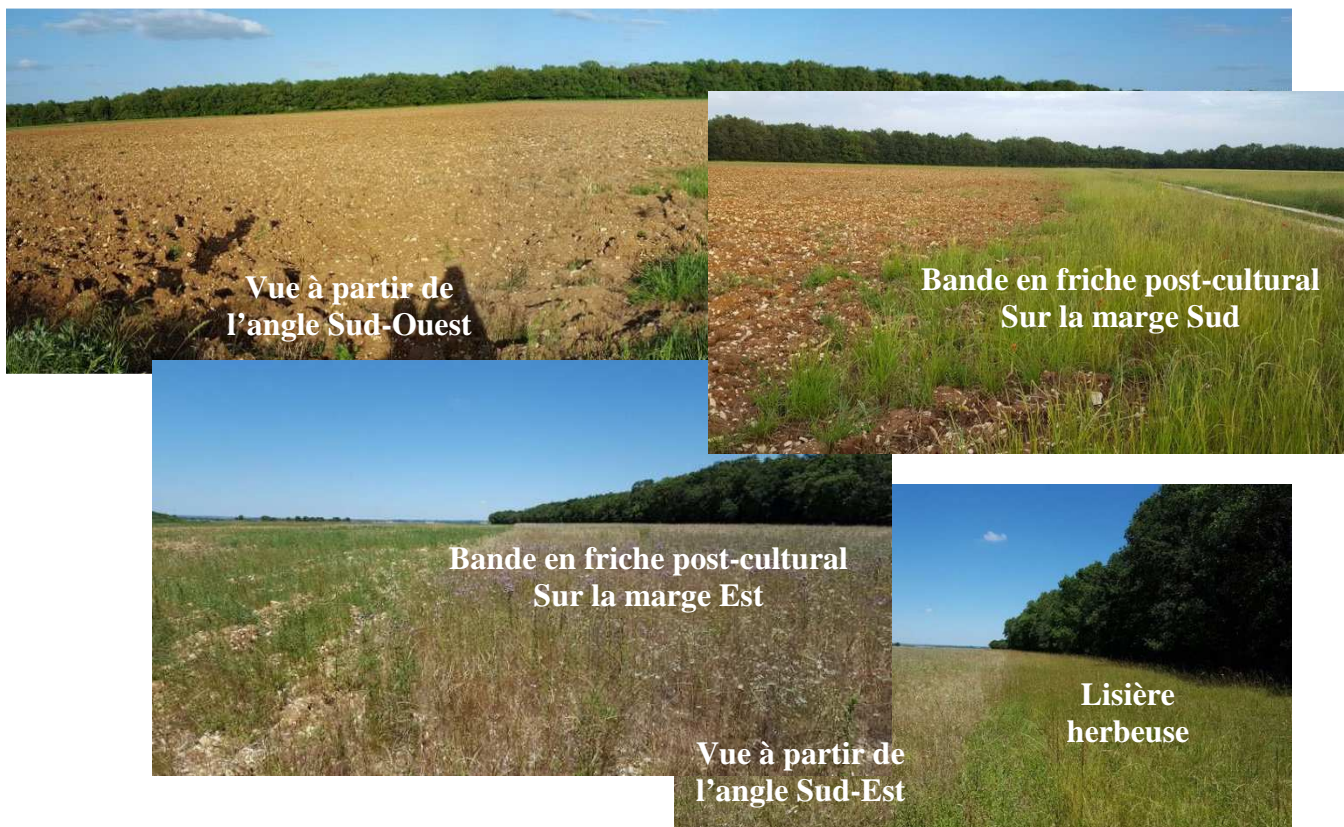 Vue à partir de
l'angle Sud-Ouest
Bande en friche post-cultural
Sur la marge Sud
Bande en friche post-cultural
Sur la marge Est
Lisière
herbeuse
Vue à partir de
l'angle Sud-Est